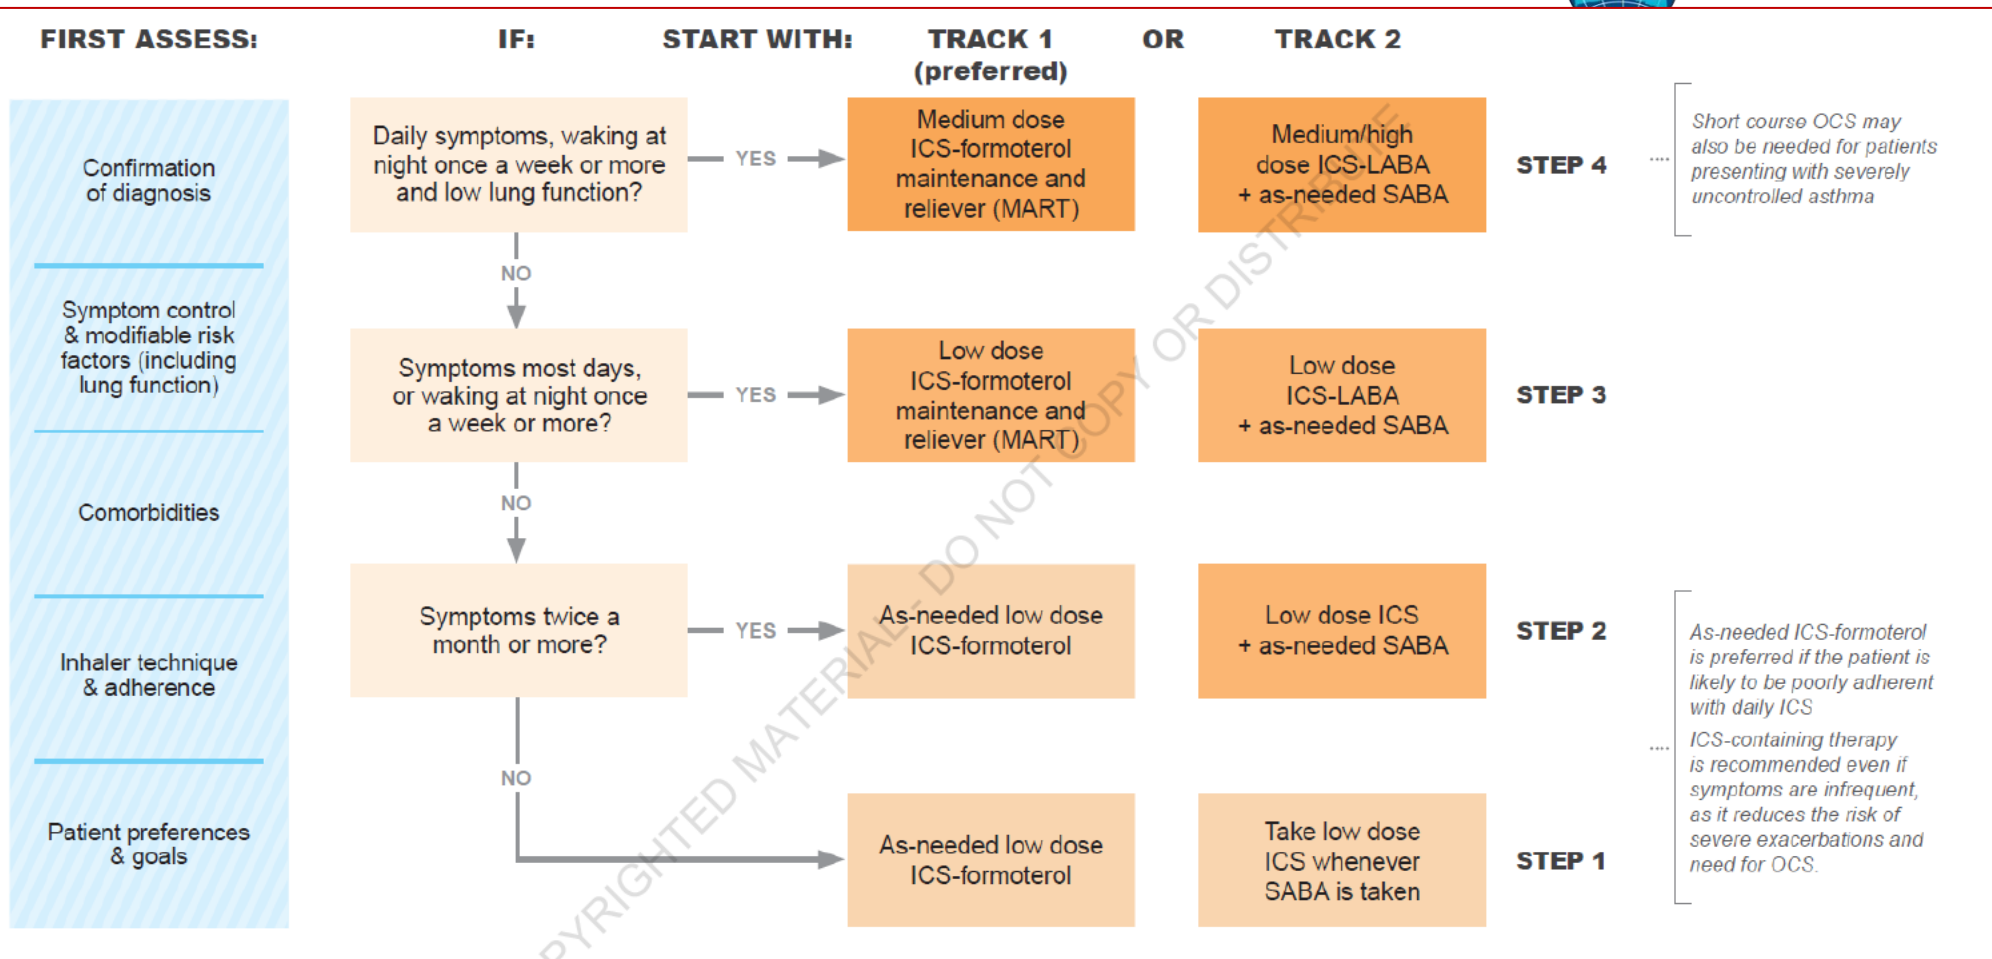 FIRST ASSESS:
IF:
START WITH:
TRACK 1
(preferred)
OR
TRACK 2
Confirmation
of diagnosis
Symptom control
& modifiable risk
factors (including
lung function)
Comorbidities
Inhaler technique
& adherence
Patient preferences
& goals
Daily symptoms, waking at
night once a week or more
and low lung function?
YES
Medium dose
ICS-formoterol
maintenance and
reliever (MART)
Medium/high
dose ICS-LABA
+ as-needed SABA
STEP 4
Short course OCS may
also be needed for patients
presenting with severely
uncontrolled asthma
NO
Symptoms most days,
or waking at night once
a week or more?
YES
Low dose
ICS-formoterol
maintenance and
reliever (MART)
Low dose
ICS-LABA
+ as-needed SABA
STEP 3
NO
Symptoms twice a
month or more?
YES
As-needed low dose
ICS-formoterol
Low dose ICS
+ as-needed SABA
STEP 2
As-needed ICS-formoterol
is preferred if the patient is
likely to be poorly adherent
with daily ICS
ICS-containing therapy
is recommended even if
symptoms are infrequent,
as it reduces the risk of
severe exacerbations and
need for OCS.
NO
As-needed low dose
ICS-formoterol
Take low dose
ICS whenever
SABA is taken
STEP 1
PYRIGHTED MATERIAL - DO NOT COPY OR DISTRIBUTE.